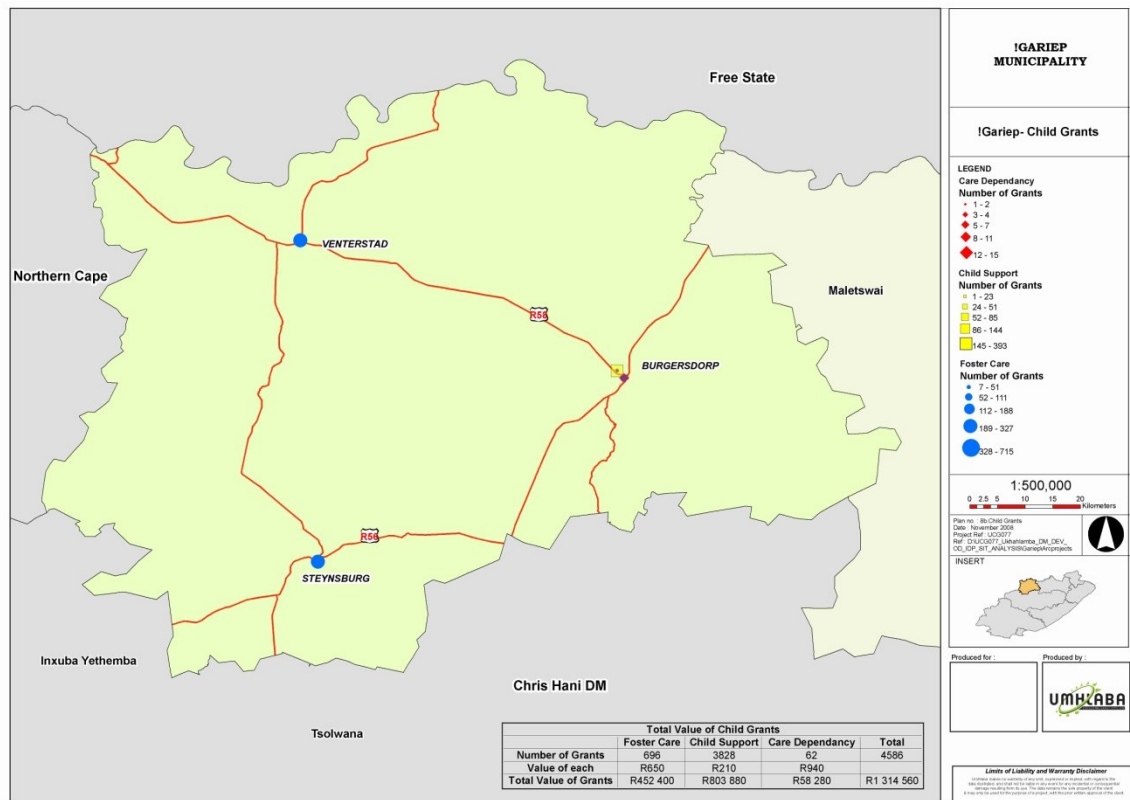 Free State
Northern Cape
VENTERSTAD
Maletswai
R58
BURGERSDORP
R56
STEYNSBURG
Inxuba Yethemba
Chris Hani DM
Tsolwana
Total Value of Child Grants
Foster Care Child Support Care Dependancy Total
Number of Grants 696 3828 62 4586
Value of each R650 R210 R940
Total Value of Grants R452 400 R803 880 R58 280 R1 314 560
!GARIEP
MUNICIPALITY
!Gariep- Child Grants
LEGEND
Care Dependancy
Number of Grants
1 - 2
3 - 4
5 - 7
8 - 11
12 - 15
Child Support
Number of Grants
1 - 23
24 - 51
52 - 85
86 - 144
145 - 393
Foster Care
Number of Grants
7 - 51
52 - 111
112 - 188
189 - 327
328 - 715
1:500,000
0 2.5 5 10 15 20
Kilometers
Plan no. : 8b.Child Grants
Date : November 2008
Project Ref : UCG077
Ref : D:\UCG077_Ukhahlamba_DM_DEV_
OD_IDP_SIT_ANALYSIS\Gariep\Arcprojects
INSERT
Produced for :
Produced by :
UMHLABA
Limits of Liability and Warranty Disclaimer